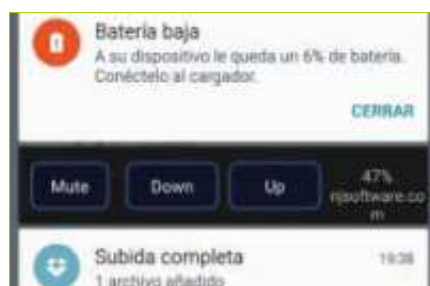 Batería baja
A su dispositivo le queda un 6% de batería.
Conéctelo al cargador.
CERRAR
Mute Down Up 47%
njsoftware.co
m
Subida completa 19:38
1 archivo añadido